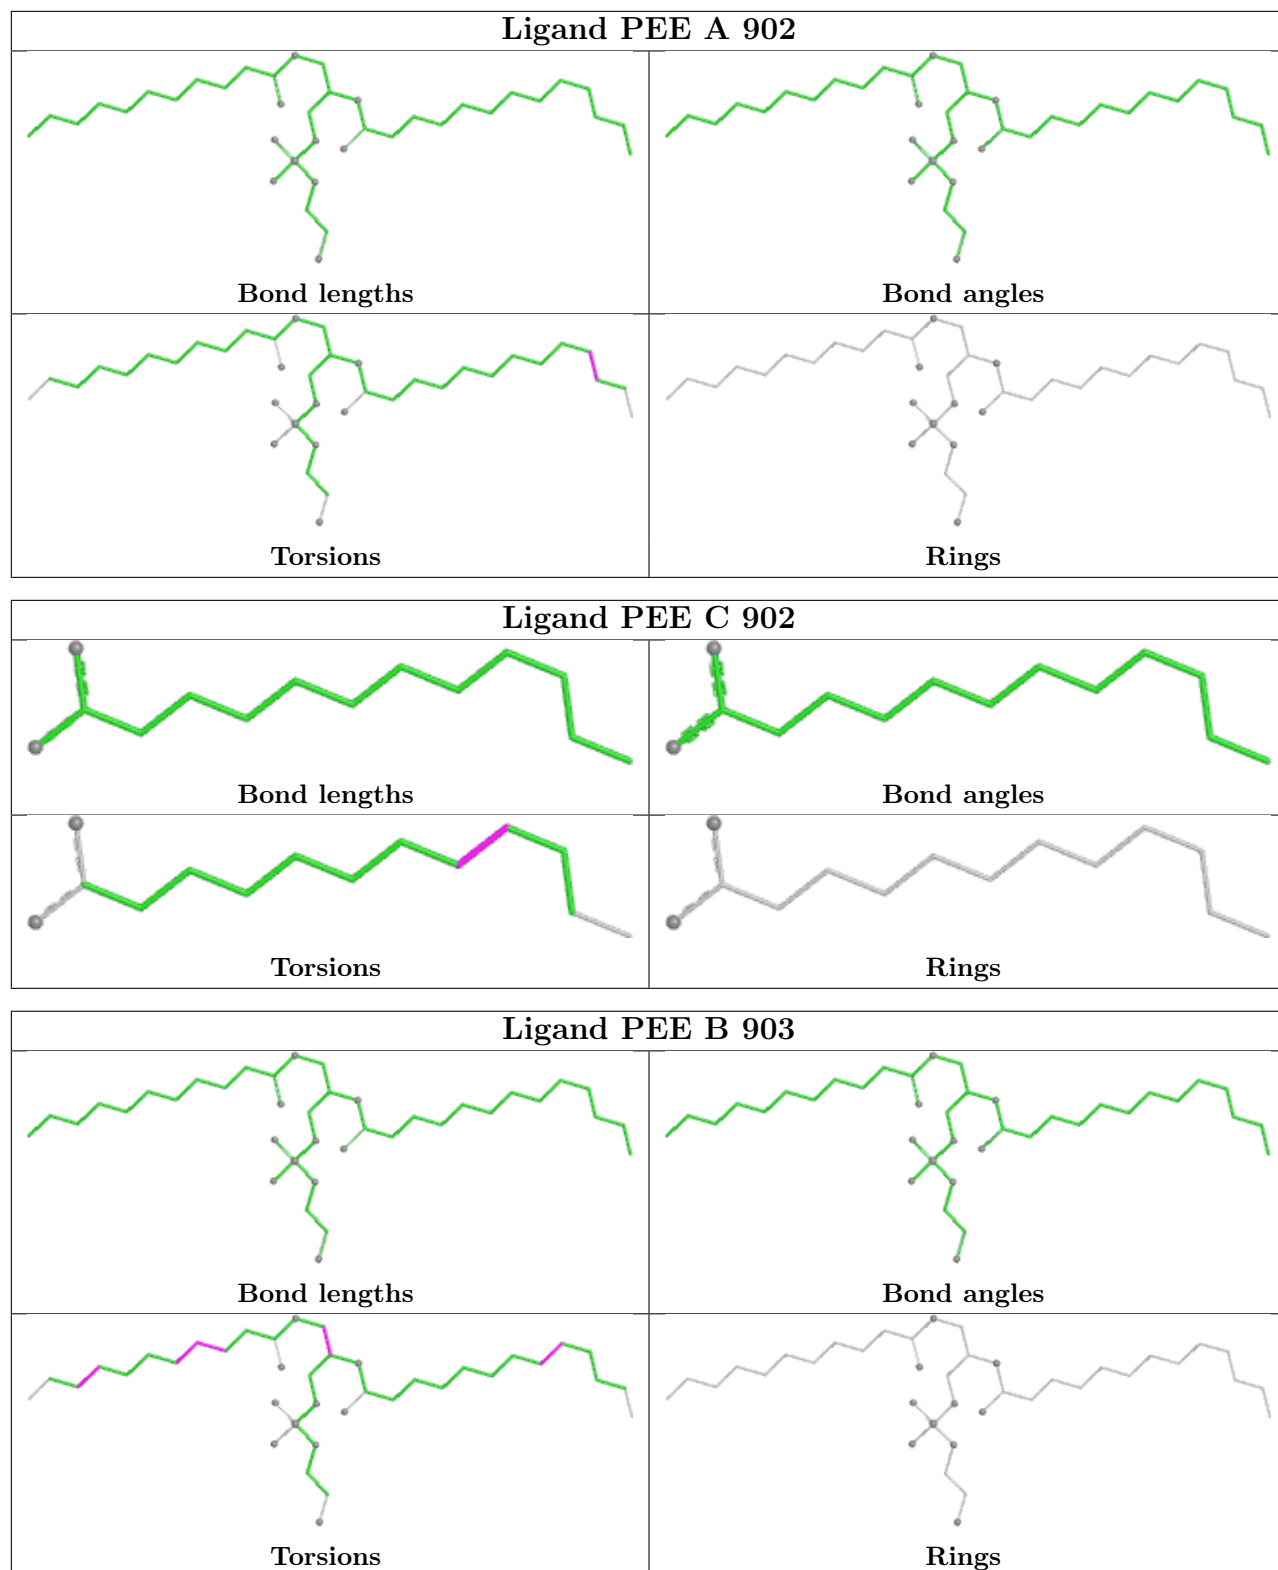 Ligand PEE A 902
Bond lengths
Bond angles
Torsions
Rings
Ligand PEE C 902
Bond lengths
Bond angles
Torsions
Rings
Ligand PEE B 903
Bond lengths
Bond angles
Torsions
Rings